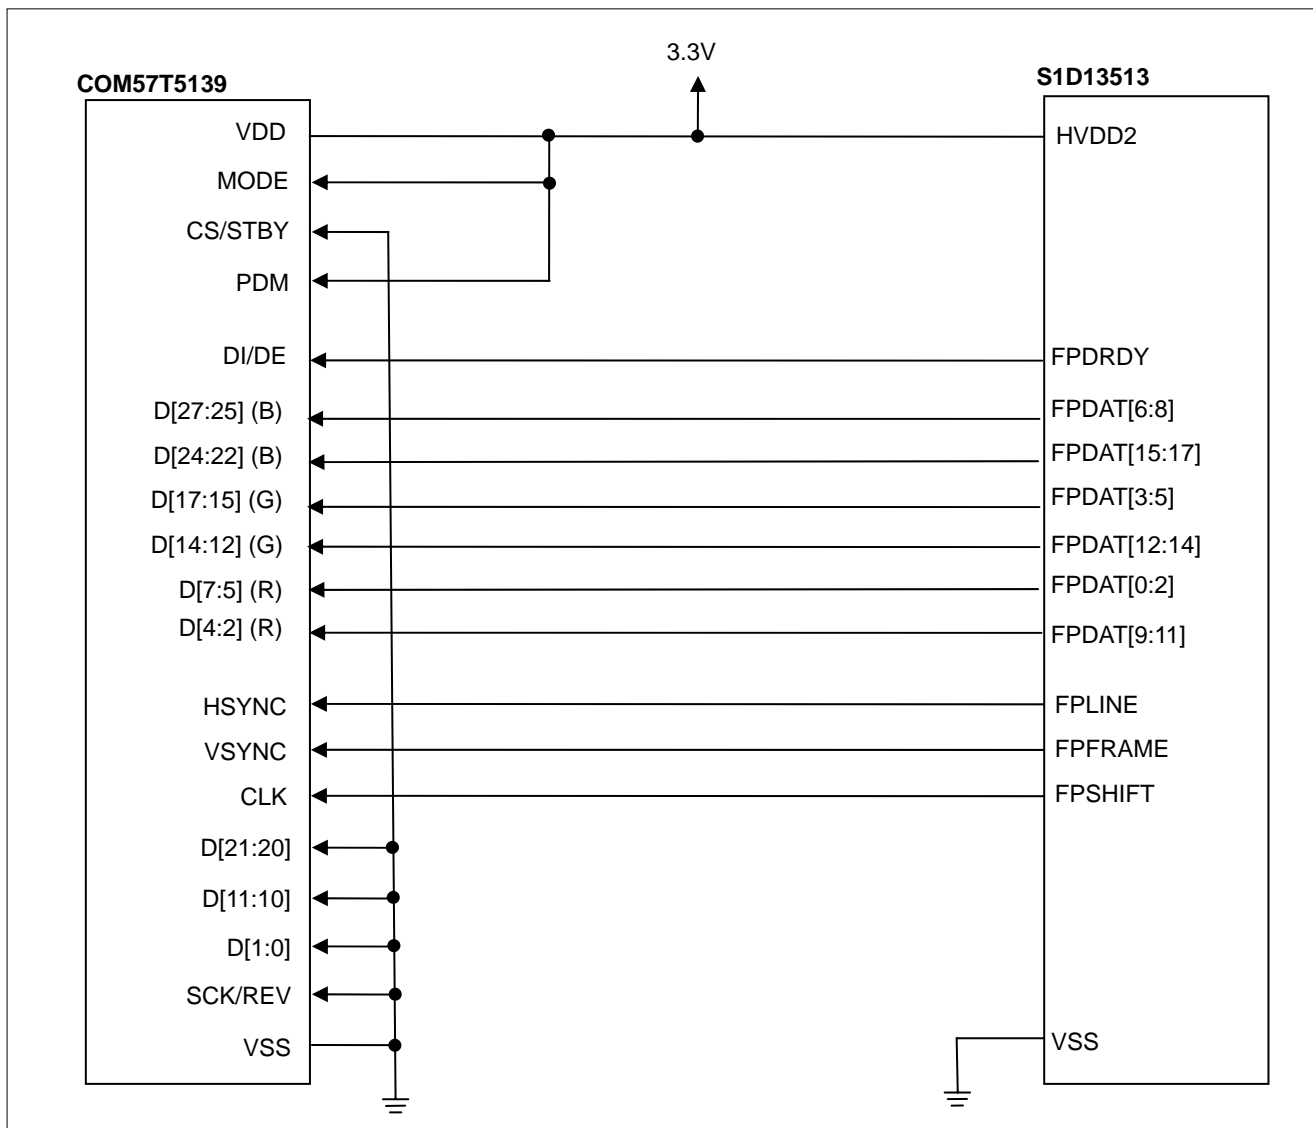 3.3V
COM57T5139
S1D13513
VDD
HVDD2
MODE
CS/STBY
PDM
DI/DE
FPDRDY
D[27:25] (B)
FPDAT[6:8]
D[24:22] (B)
FPDAT[15:17]
D[17:15] (G)
FPDAT[3:5]
D[14:12] (G)
FPDAT[12:14]
D[7:5] (R)
FPDAT[0:2]
D[4:2] (R)
FPDAT[9:11]
HSYNC
FPLINE
VSYNC
FPFRAME
CLK
FPSHIFT
D[21:20]
D[11:10]
D[1:0]
SCK/REV
VSS
VSS